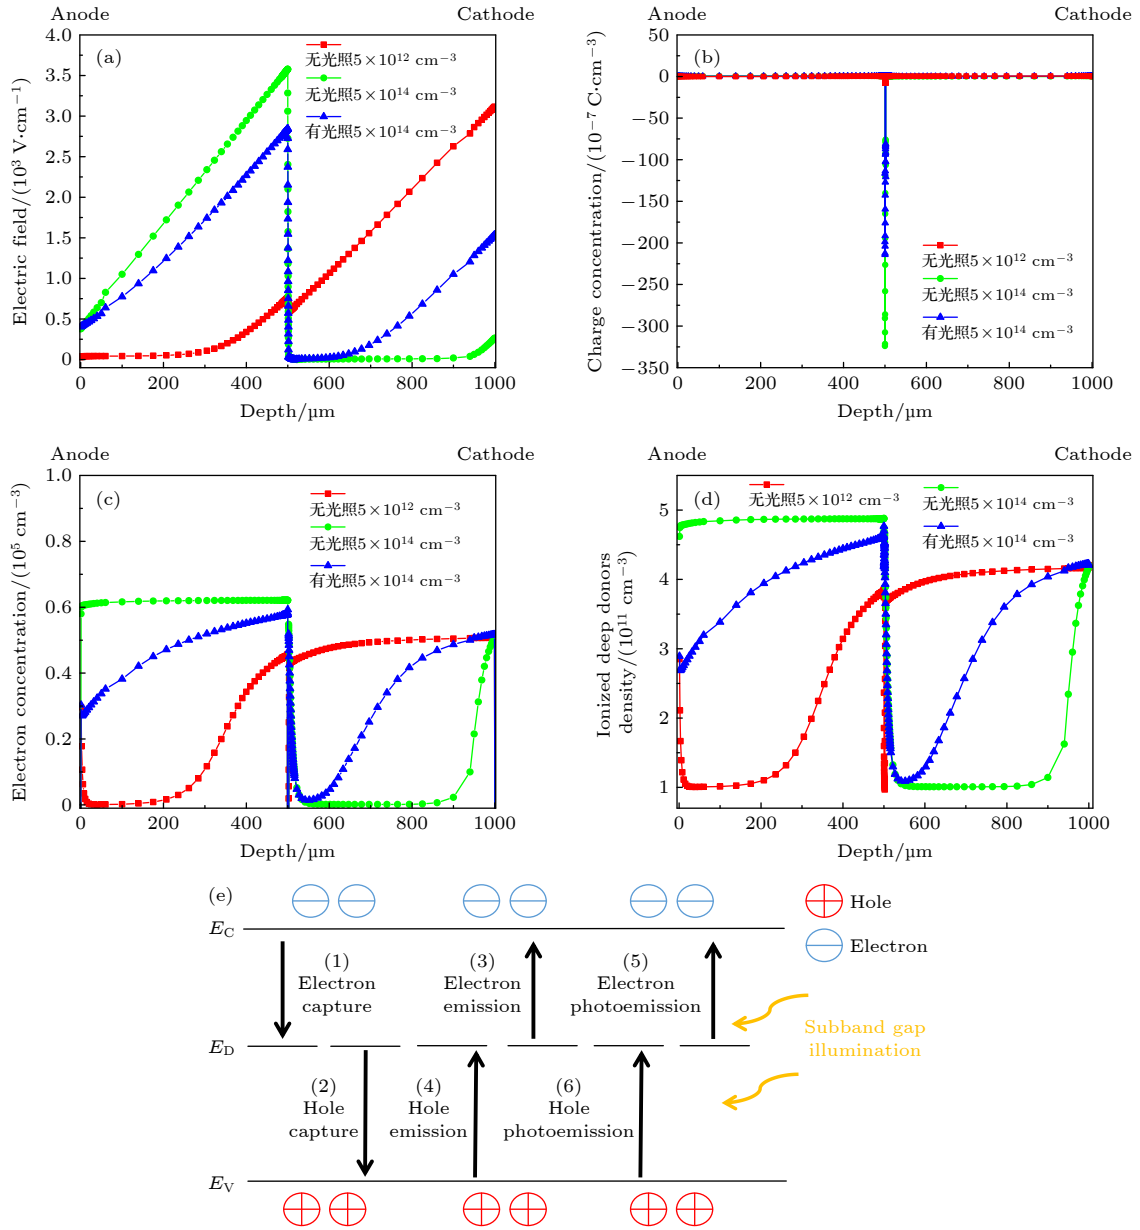 Anode
Cathode
(a)
无光照5×10¹² cm⁻³
无光照5×10¹⁴ cm⁻³
有光照5×10¹⁴ cm⁻³
Electric field/(10³ V·cm⁻¹)
4.0
3.5
3.0
2.5
2.0
1.5
1.0
0.5
0
0 200 400 600 800 1000
Depth/µm
Anode
Cathode
(b)
50
0
−50
−100
−150
−200
−250
−300
−350
Charge concentration/(10⁻⁷ C·cm⁻³)
无光照5×10¹² cm⁻³
无光照5×10¹⁴ cm⁻³
有光照5×10¹⁴ cm⁻³
0 200 400 600 800 1000
Depth/µm
Anode
Cathode
(c)
无光照5×10¹² cm⁻³
无光照5×10¹⁴ cm⁻³
有光照5×10¹⁴ cm⁻³
Electron concentration/(10⁵ cm⁻³)
1.0
0.8
0.6
0.4
0.2
0
0 200 400 600 800 1000
Depth/µm
Anode
Cathode
(d)
无光照5×10¹² cm⁻³
无光照5×10¹⁴ cm⁻³
有光照5×10¹⁴ cm⁻³
Ionized deep donors
density/(10¹¹ cm⁻³)
5
4
3
2
1
0 200 400 600 800 1000
Depth/µm
(e)
Hole
Electron
E_C
(1)
Electron
capture
(3)
Electron
emission
(5)
Electron
photoemission
Subband gap
illumination
E_D
(2)
Hole
capture
(4)
Hole
emission
(6)
Hole
photoemission
E_V